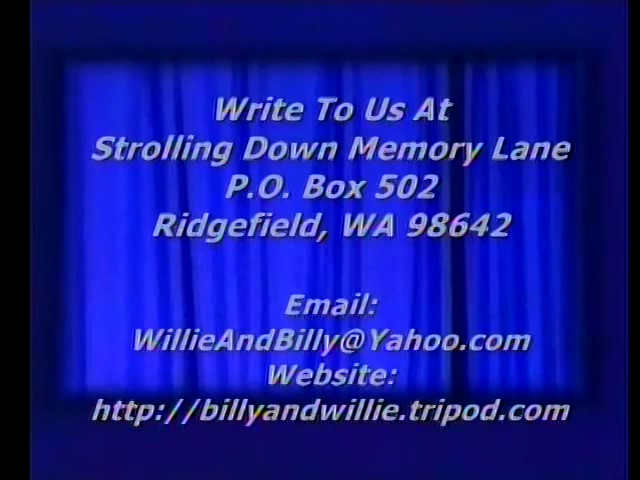 Write To Us At
Strolling Down Memory Lane
P.O. Box 502
Ridgefield, WA 98642
Email:
WillieAndBilly@Yahoo.com
Website:
http://billyandwillie.tripod.com